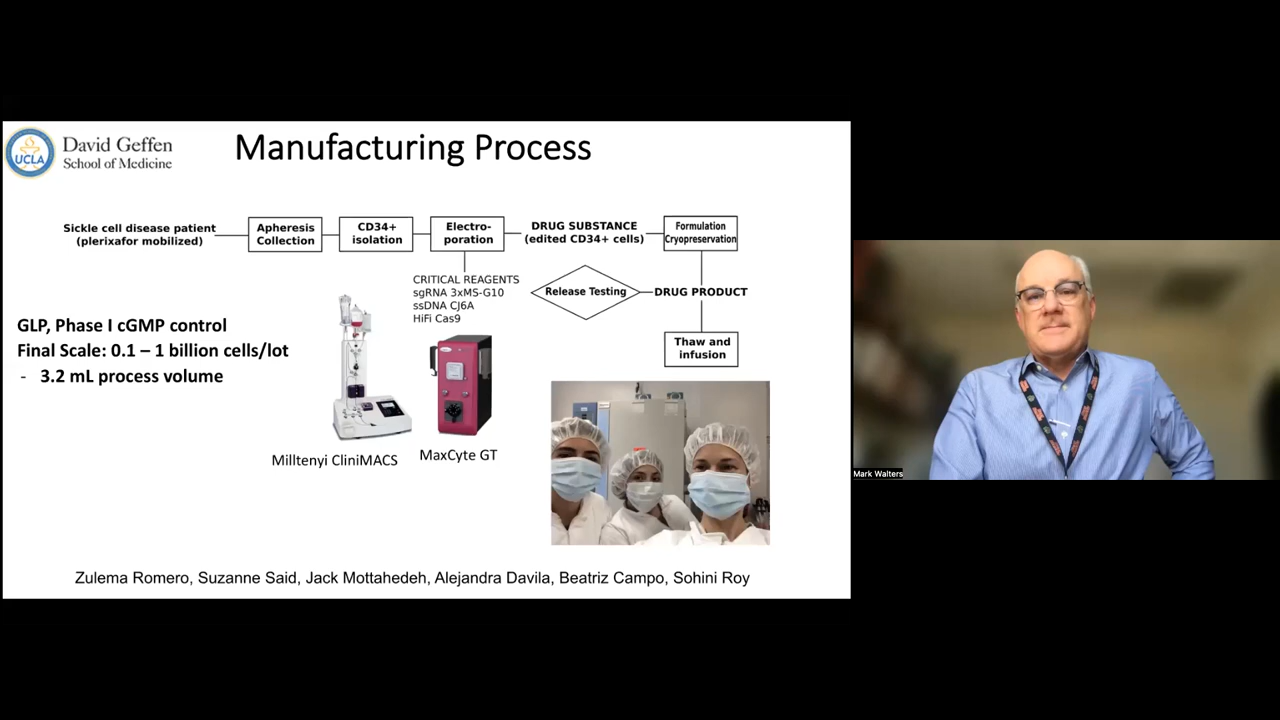 David Geffen
School of Medicine
UCLA
Manufacturing Process
Sickle cell disease patient
(plerixafor mobilized)
Apheresis
Collection
CD34+
isolation
Electro-
poration
DRUG SUBSTANCE
(edited CD34+ cells)
Formulation
Cryopreservation
CRITICAL REAGENTS
sgRNA 3xMS-G10
ssDNA CJ6A
HiFi Cas9
Release Testing
DRUG PRODUCT
Thaw and
infusion
GLP, Phase I cGMP control
Final Scale: 0.1 – 1 billion cells/lot
- 3.2 mL process volume
Milltenyi CliniMACS
MaxCyte GT
Zulema Romero, Suzanne Said, Jack Mottahedeh, Alejandra Davila, Beatriz Campo, Sohini Roy
Mark Walters